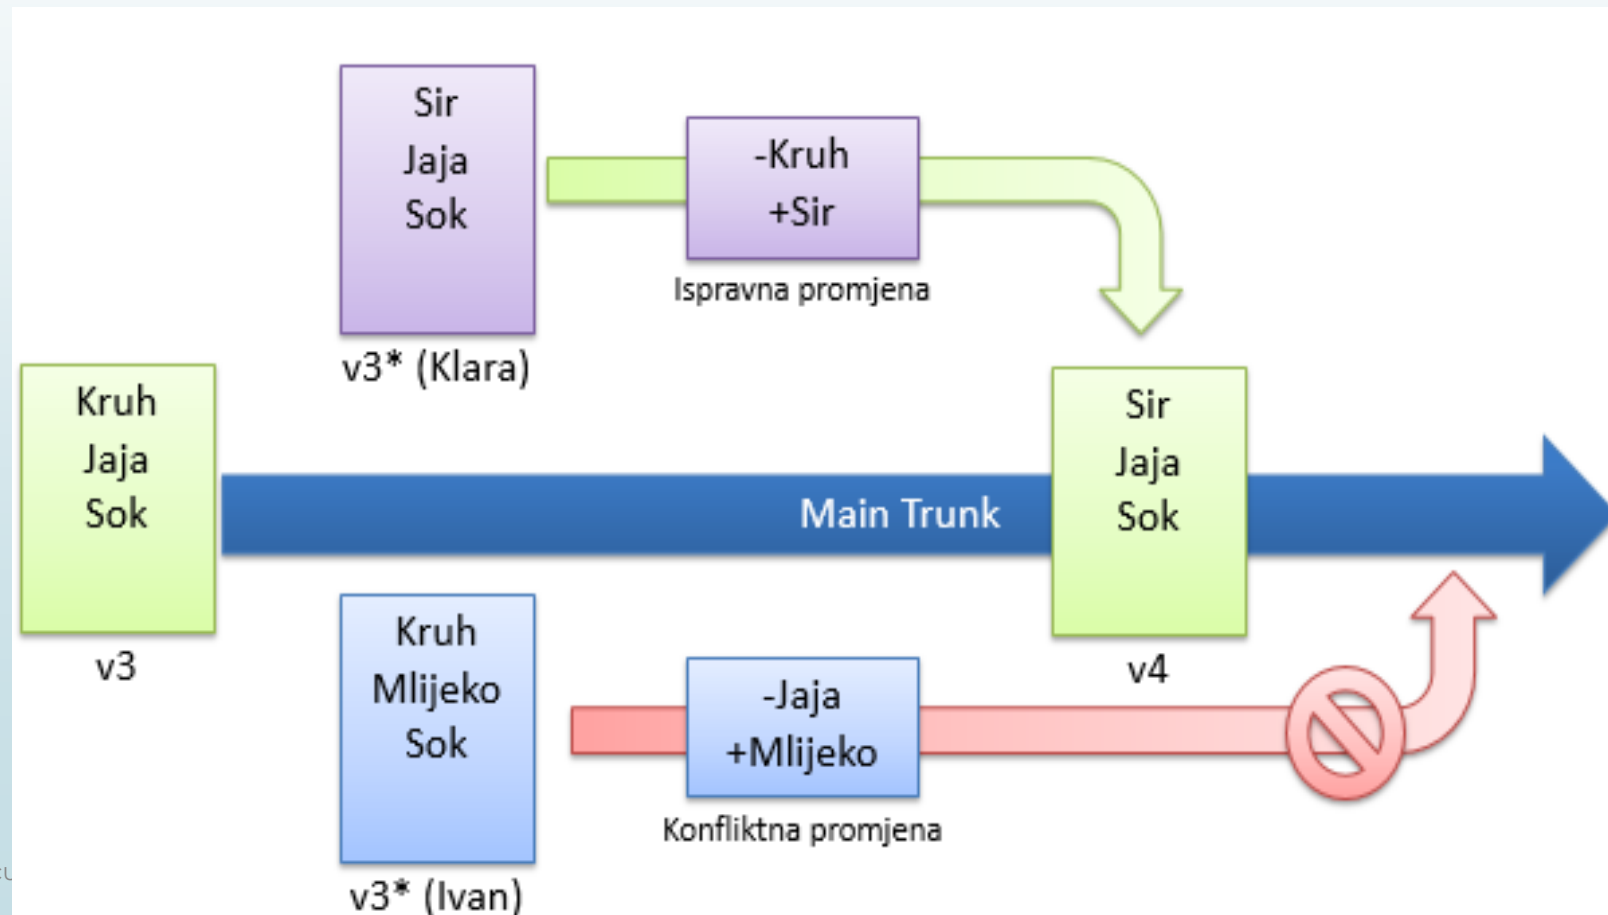 Sir
Jaja
Sok
v3* (Klara)
-Kruh
+Sir
Ispravna promjena
Kruh
Jaja
Sok
v3
Main Trunk
Sir
Jaja
Sok
v4
Kruh
Mlijeko
Sok
v3* (Ivan)
-Jaja
+Mlijeko
Konfliktna promjena